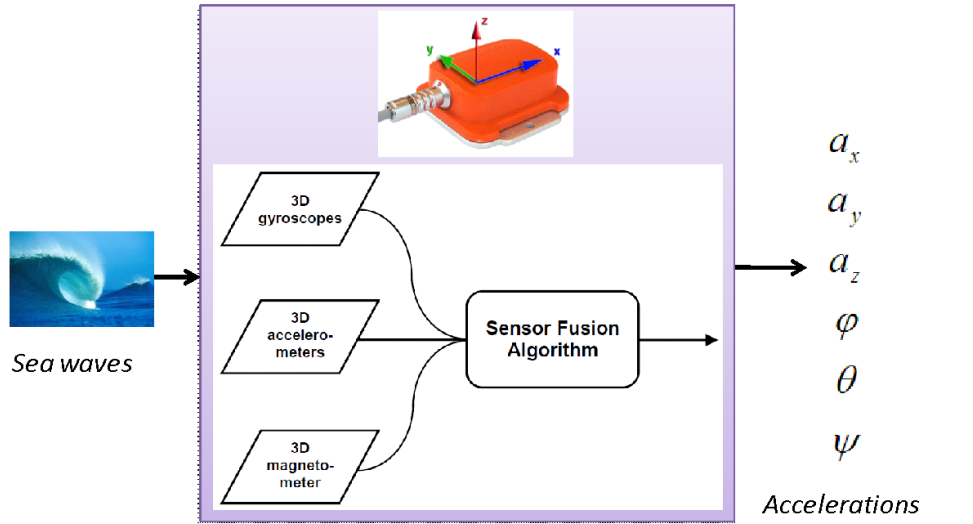 z
y
x
3D
gyroscopes
3D
accelero-
meters
3D
magneto-
meter
Sensor Fusion
Algorithm
Sea waves
a_x
a_y
a_z
φ
θ
ψ
Accelerations